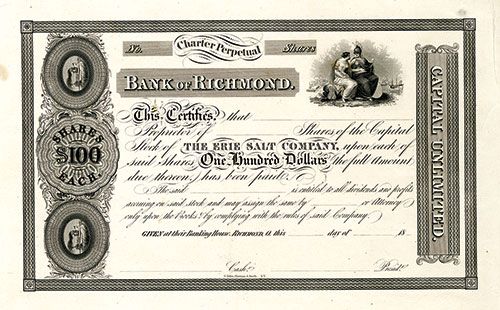 No. Charter Perpetual Shares
BANK OF RICHMOND.
SHARES
$100
EACH.
CAPITAL UNLIMITED.
This Certifies, that
Proprietor of Shares of the Capital
Stock of THE ERIE SALT COMPANY, upon each of
said Shares, One Hundred Dollars the full Amount
due thereon, has been paid.
The said is entitled to all dividends and profits
accruing on said stock and may assign the same by or Attorney
only upon the Books & by complying with the rules of said Company.
GIVEN at their Banking House, RICHMOND, O. this day of 18
Cashr. Presdt.